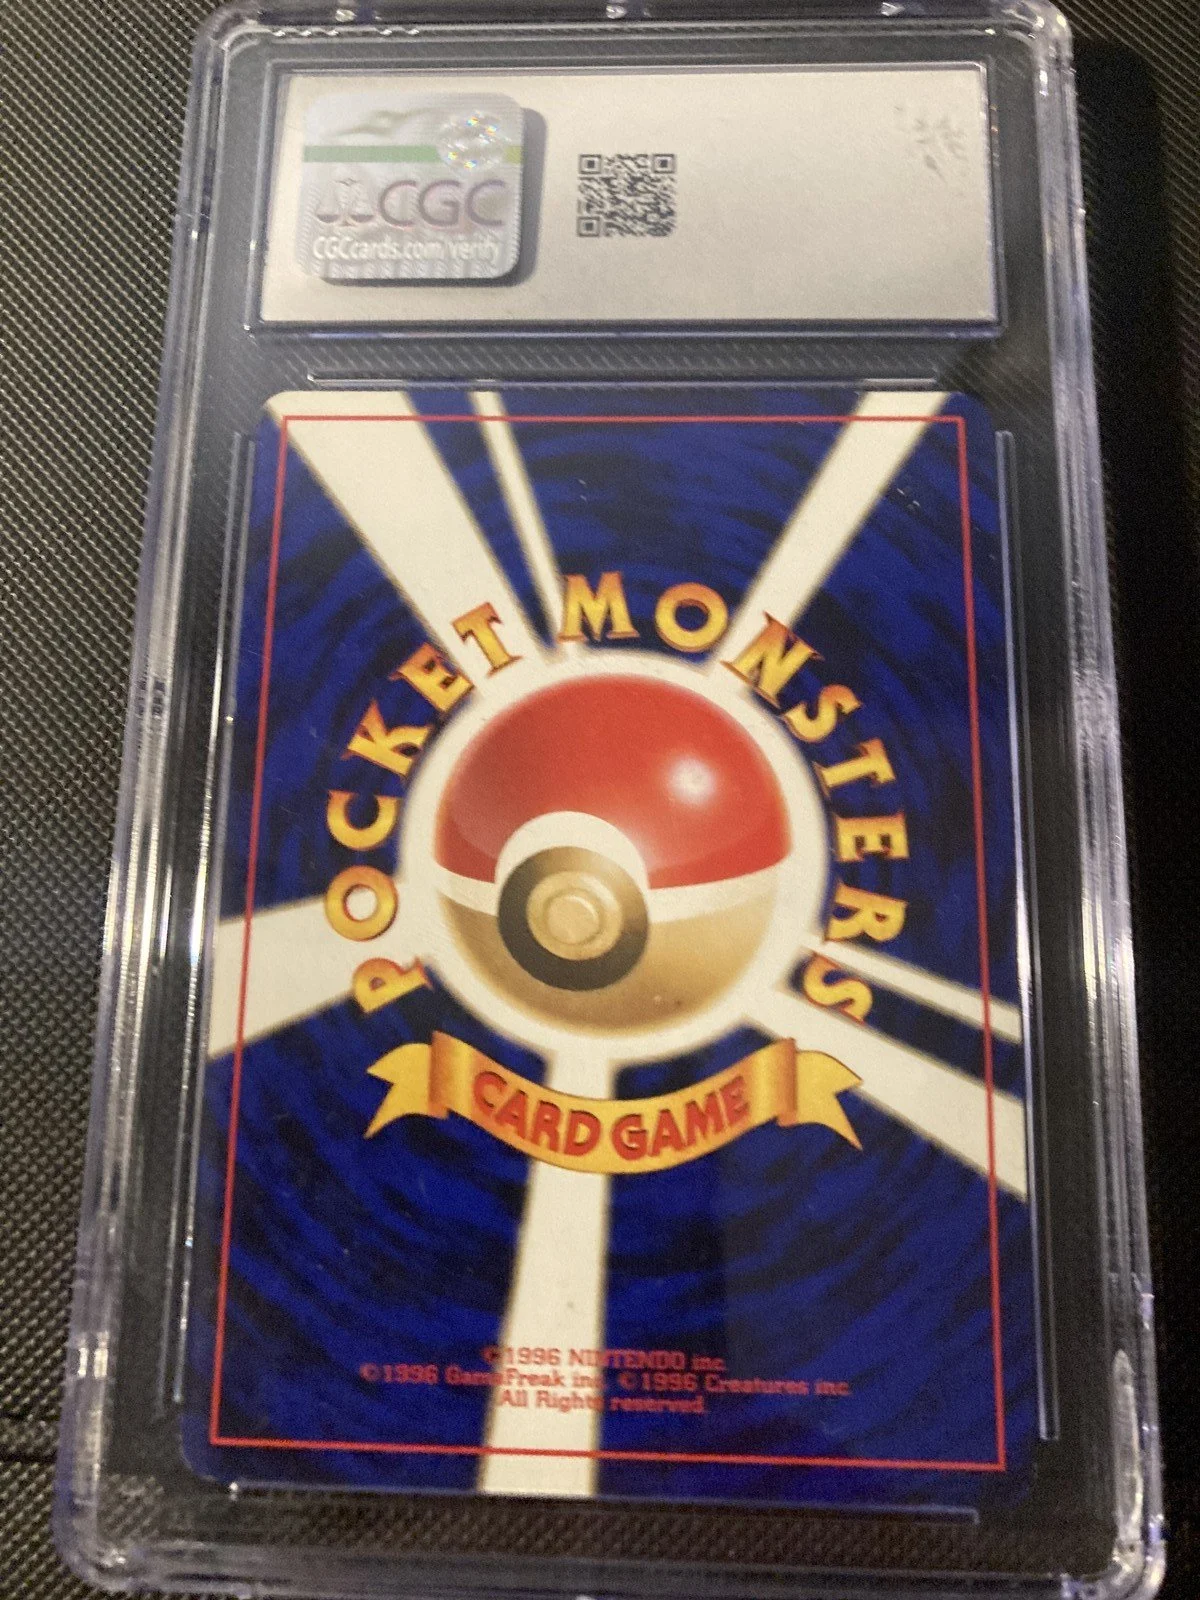 CGC
CGCcards.com/verify
POCKET MONSTERS
CARD GAME
©1996 NINTENDO inc.
©1996 GameFreak inc. ©1996 Creatures inc.
All Rights reserved.